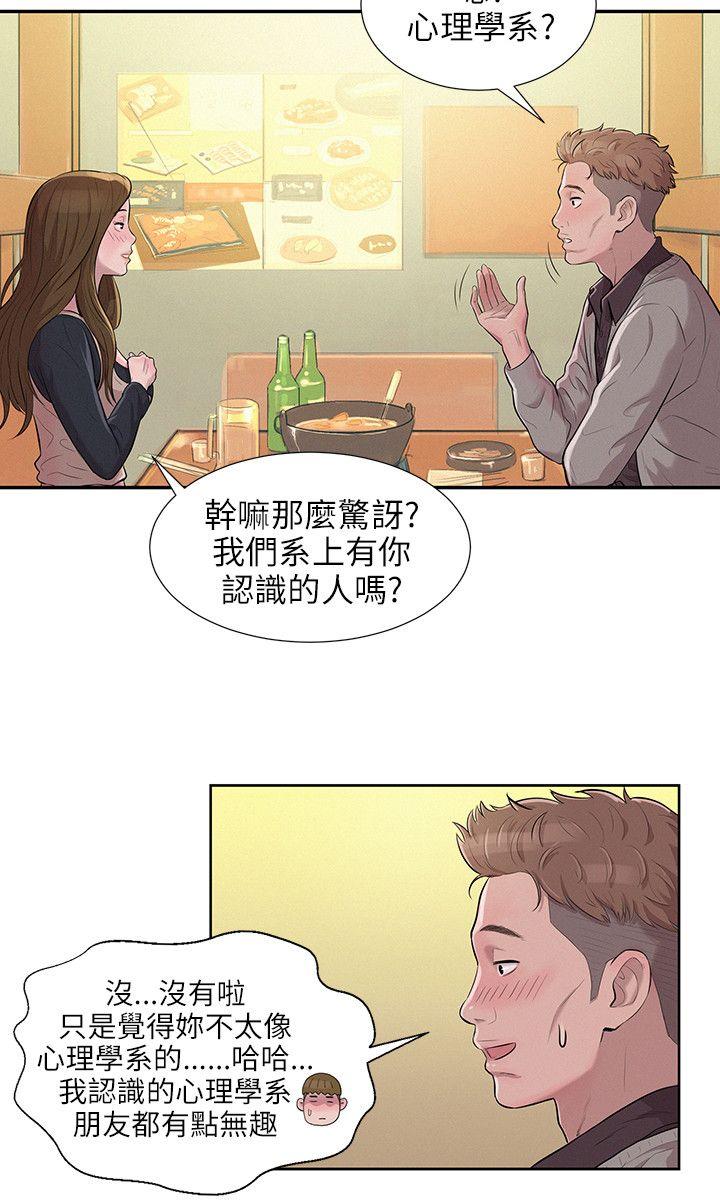 心理學系?
幹嘛那麼驚訝?
我們系上有你
認識的人嗎?
沒...沒有啦
只是覺得妳不太像
心理學系的......哈哈...
我認識的心理學系
朋友都有點無趣